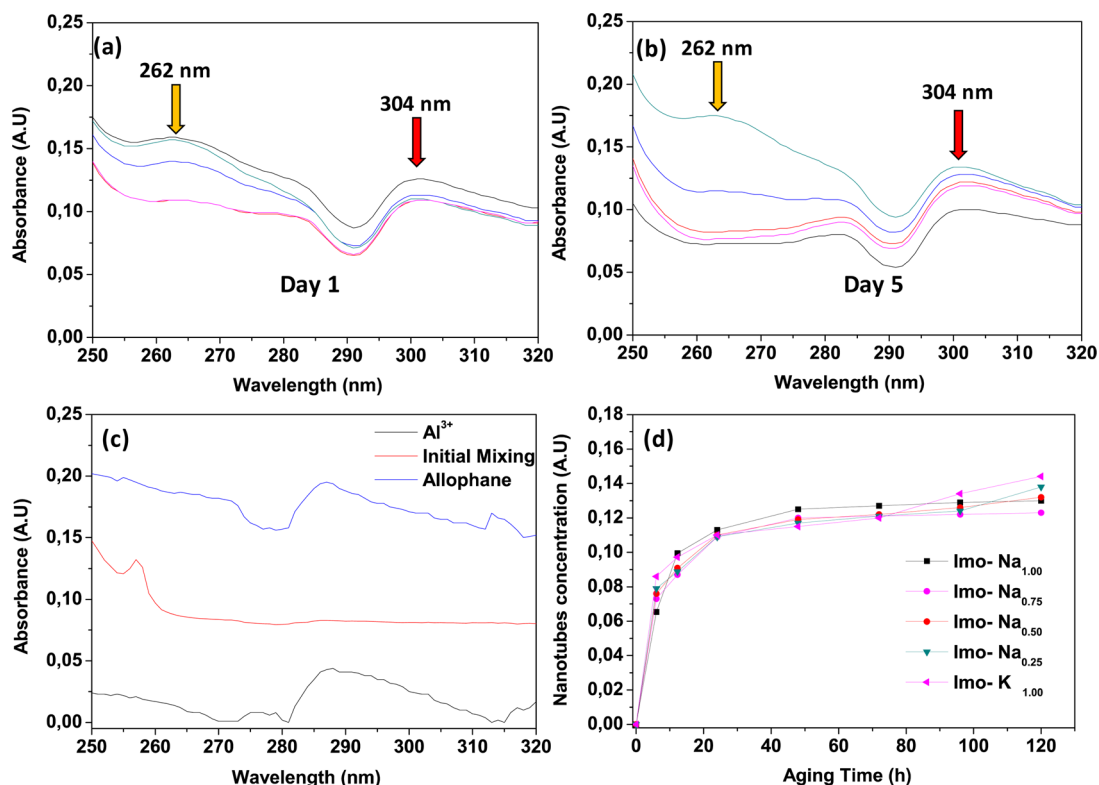 (a)
262 nm
304 nm
Day 1
Absorbance (A.U)
0,25
0,20
0,15
0,10
0,05
0,00
250 260 270 280 290 300 310 320
Wavelength (nm)
(b)
262 nm
304 nm
Day 5
Absorbance (A.U)
0,25
0,20
0,15
0,10
0,05
0,00
250 260 270 280 290 300 310 320
Wavelength (nm)
(c)
Al3+
Initial Mixing
Allophane
Absorbance (A.U)
0,25
0,20
0,15
0,10
0,05
0,00
250 260 270 280 290 300 310 320
Wavelength (nm)
(d)
Nanotubes concentration (A.U)
0,18
0,16
0,14
0,12
0,10
0,08
0,06
0,04
0,02
0,00
Imo- Na1.00
Imo- Na0.75
Imo- Na0.50
Imo- Na0.25
Imo- K 1.00
0 20 40 60 80 100 120
Aging Time (h)